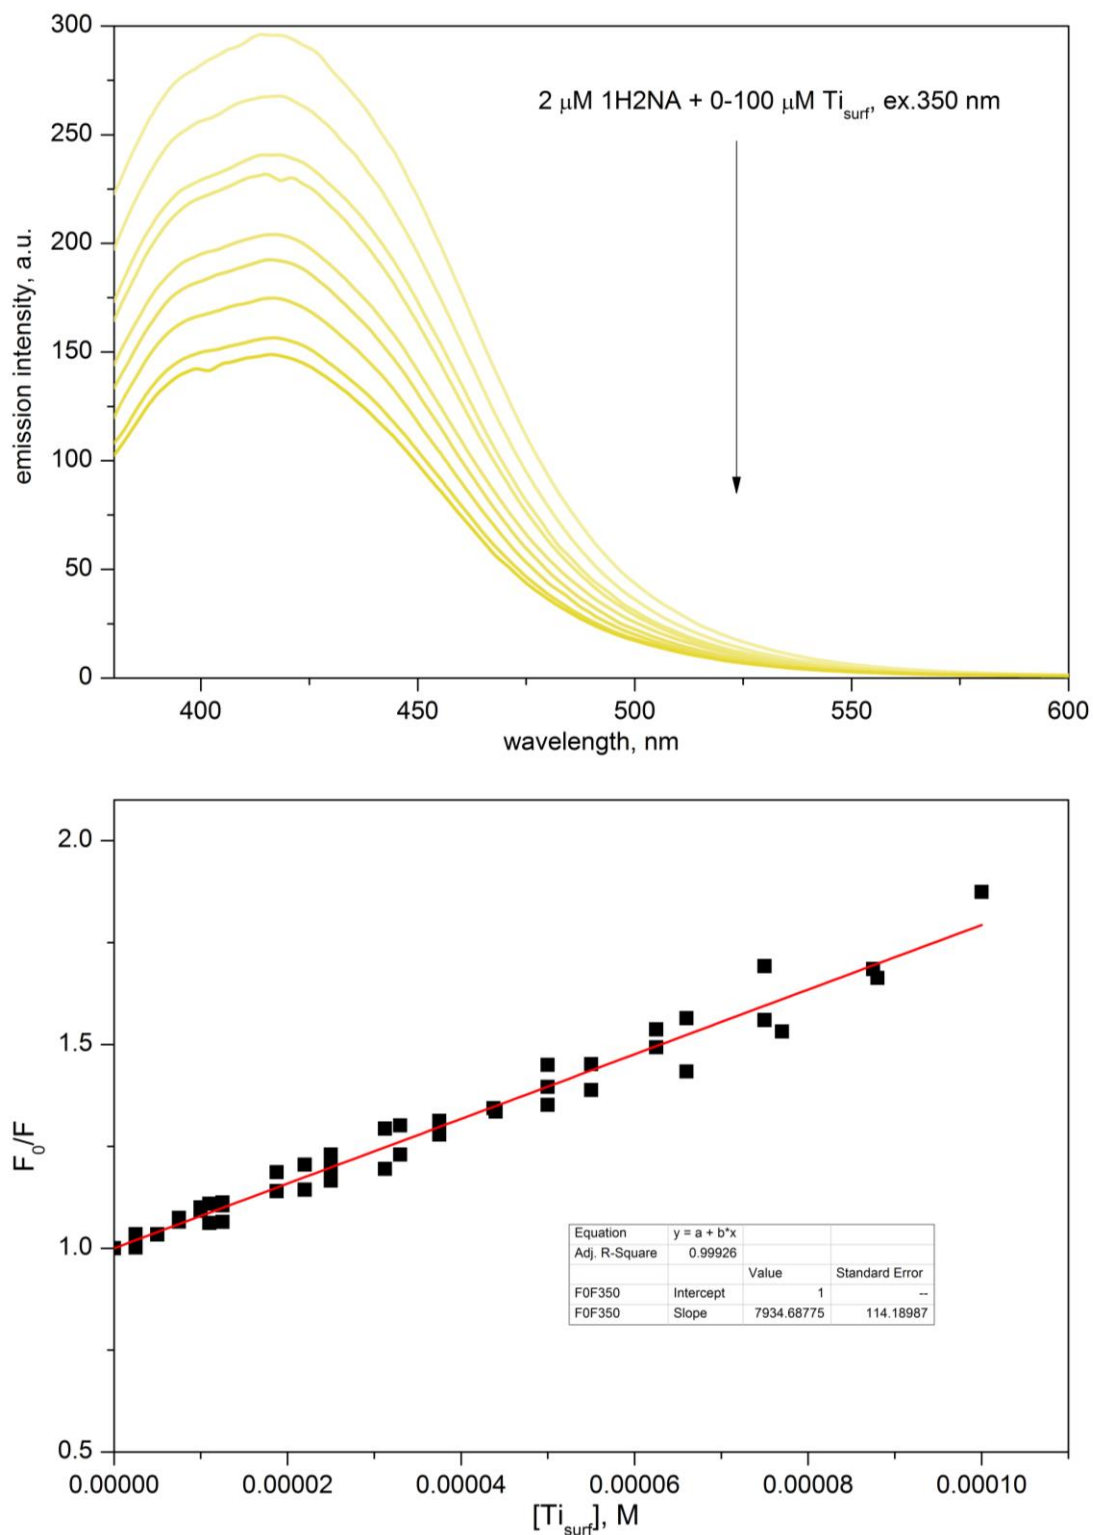 300
250
200
150
100
50
0
emission intensity, a.u.
2 μM 1H2NA + 0-100 μM Ti_surf, ex.350 nm
400 450 500 550 600
wavelength, nm
2.0
1.5
1.0
0.5
F₀/F
Equation y = a + b*x
Adj. R-Square 0.99926
Value Standard Error
F0F350 Intercept 1 --
F0F350 Slope 7934.68775 114.18987
0.00000 0.00002 0.00004 0.00006 0.00008 0.00010
[Ti_surf], M